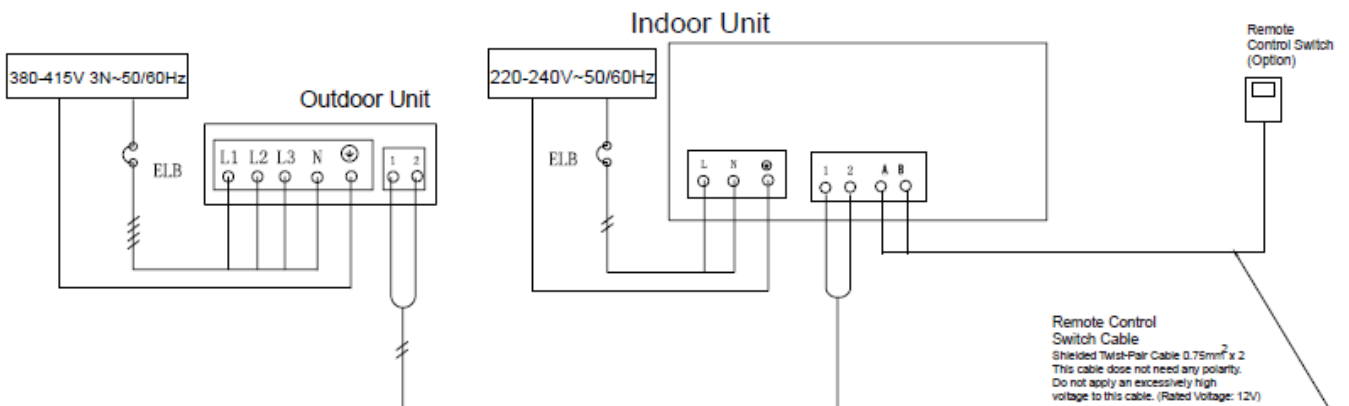 Indoor Unit
Remote
Control Switch
(Option)
380-415V 3N~50/60Hz
220-240V~50/60Hz
Outdoor Unit
ELB
L1 L2 L3 N
1 2
ELB
L N
1 2 A B
Remote Control
Switch Cable
Shielded Twist-Pair Cable 0.75mm² x 2
This cable dose not need any polarity.
Do not apply an excessively high
voltage to this cable. (Rated Voltage: 12V)